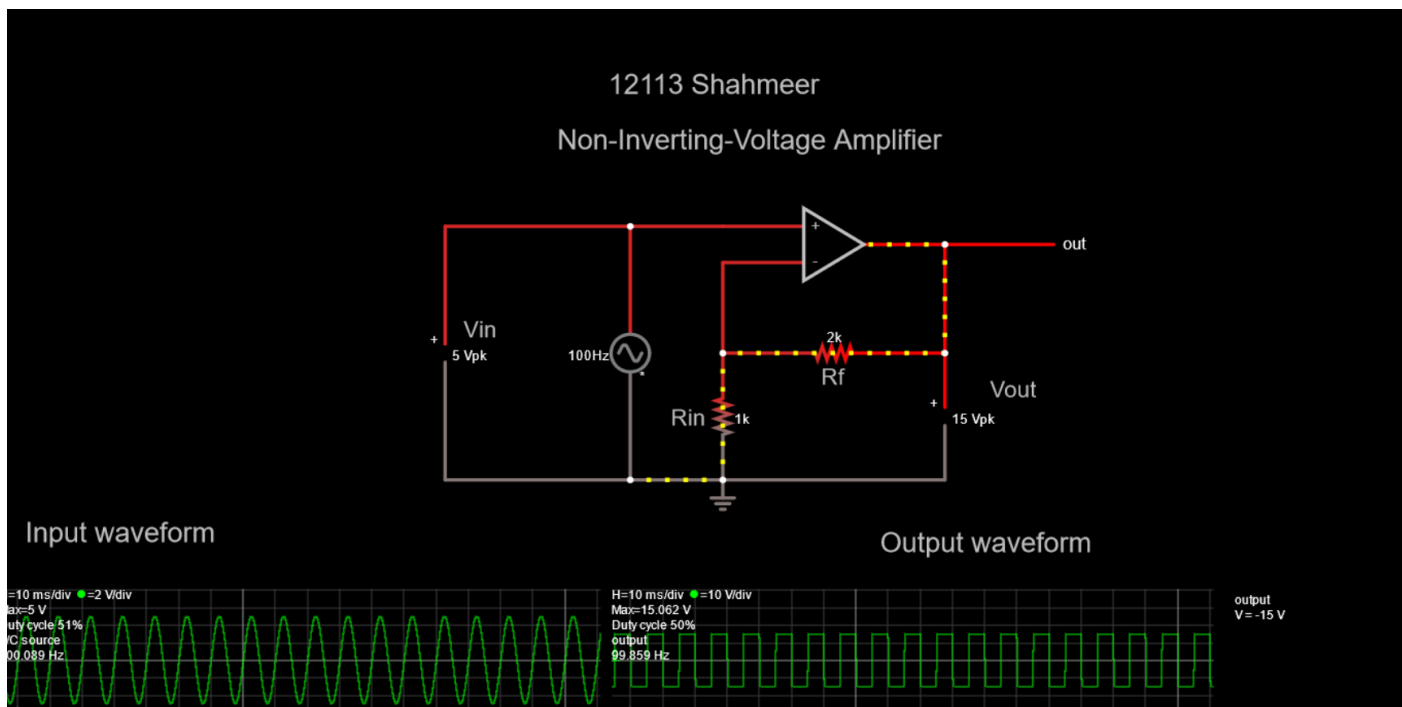 12113 Shahmeer
Non-Inverting-Voltage Amplifier
+
-
out
Vin
+
5 Vpk
100Hz
2k
Rf
Rin
1k
Vout
+
15 Vpk
Input waveform
Output waveform
=10 ms/div =2 V/div
ax=5 V
uty cycle 51%
/C source
00.089 Hz
H=10 ms/div =10 V/div
Max=15.062 V
Duty cycle 50%
output
99.859 Hz
output
V= -15 V